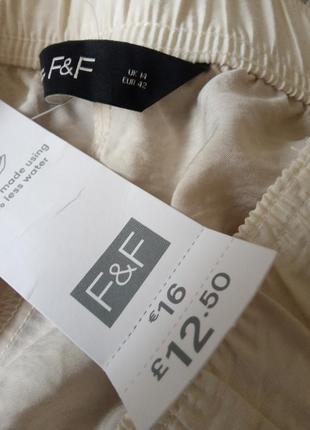 F&F
UK 14
EUR 42
made using
% less water
F&F
€16
£12.50